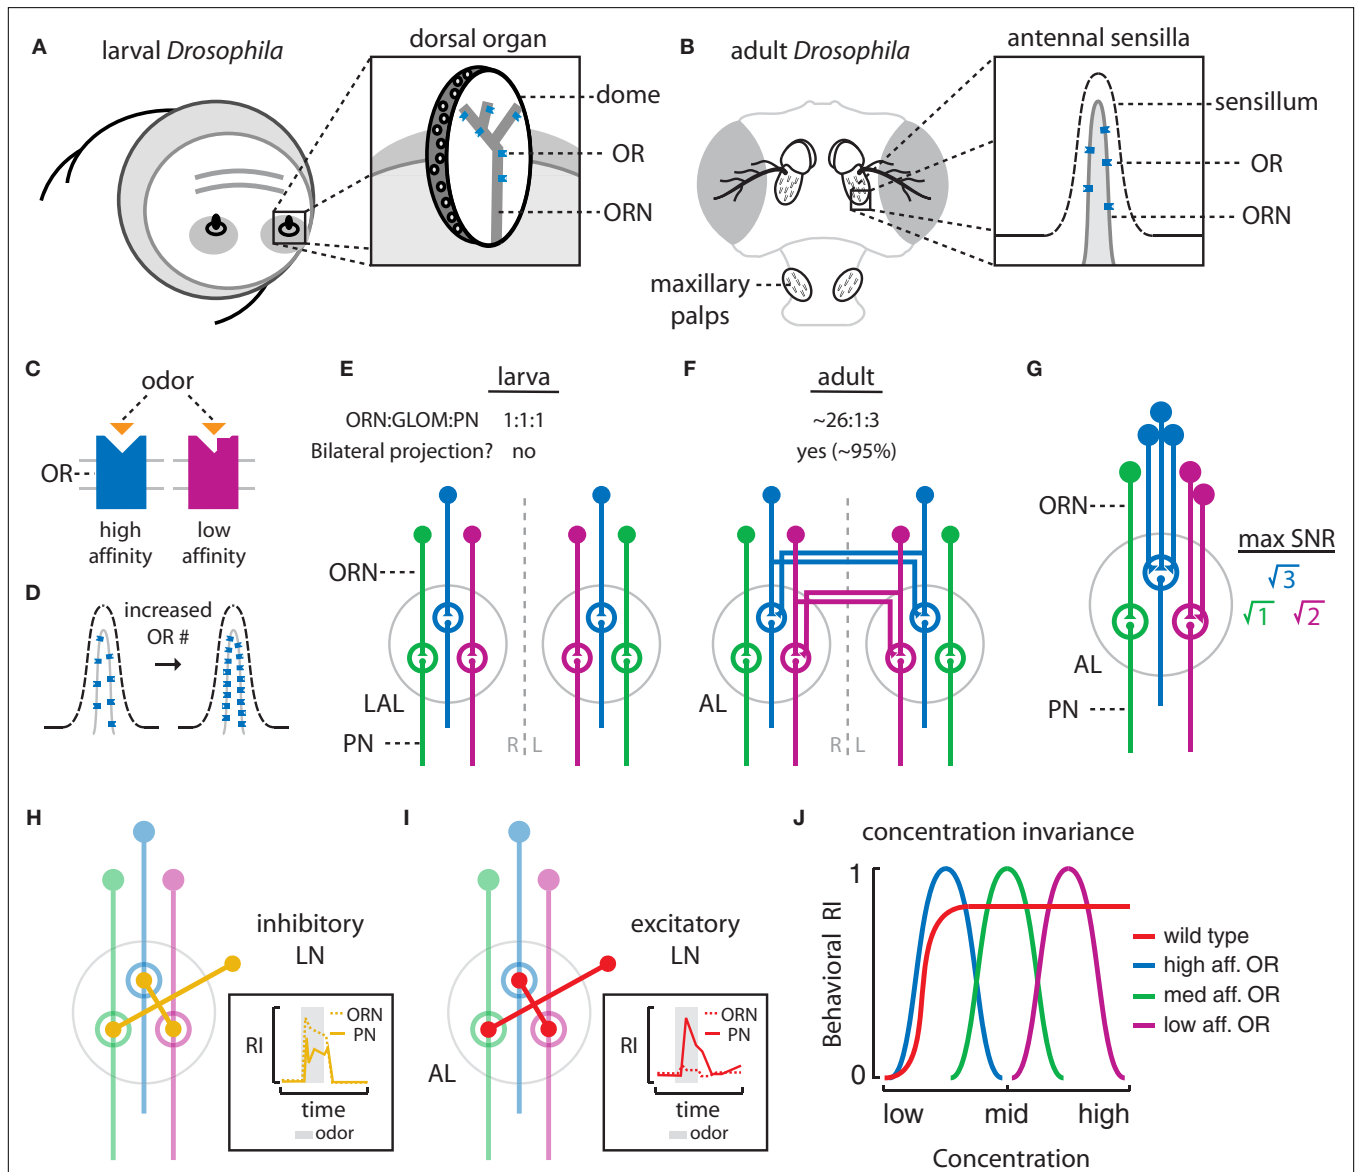 A
larval Drosophila
dorsal organ
dome
OR
ORN
B
adult Drosophila
antennal sensilla
sensillum
OR
ORN
maxillary
palps
C
odor
OR
high
affinity
low
affinity
D
increased
OR #
E
larva
ORN:GLOM:PN 1:1:1
Bilateral projection? no
ORN
LAL
PN
R L
F
adult
~26:1:3
yes (~95%)
AL
R L
G
ORN
max SNR
√3
√1 √2
AL
PN
H
inhibitory
LN
RI
ORN
PN
time
odor
I
excitatory
LN
AL
RI
ORN
PN
time
odor
J
concentration invariance
Behavioral RI
1
0
low mid high
Concentration
wild type
high aff. OR
med aff. OR
low aff. OR